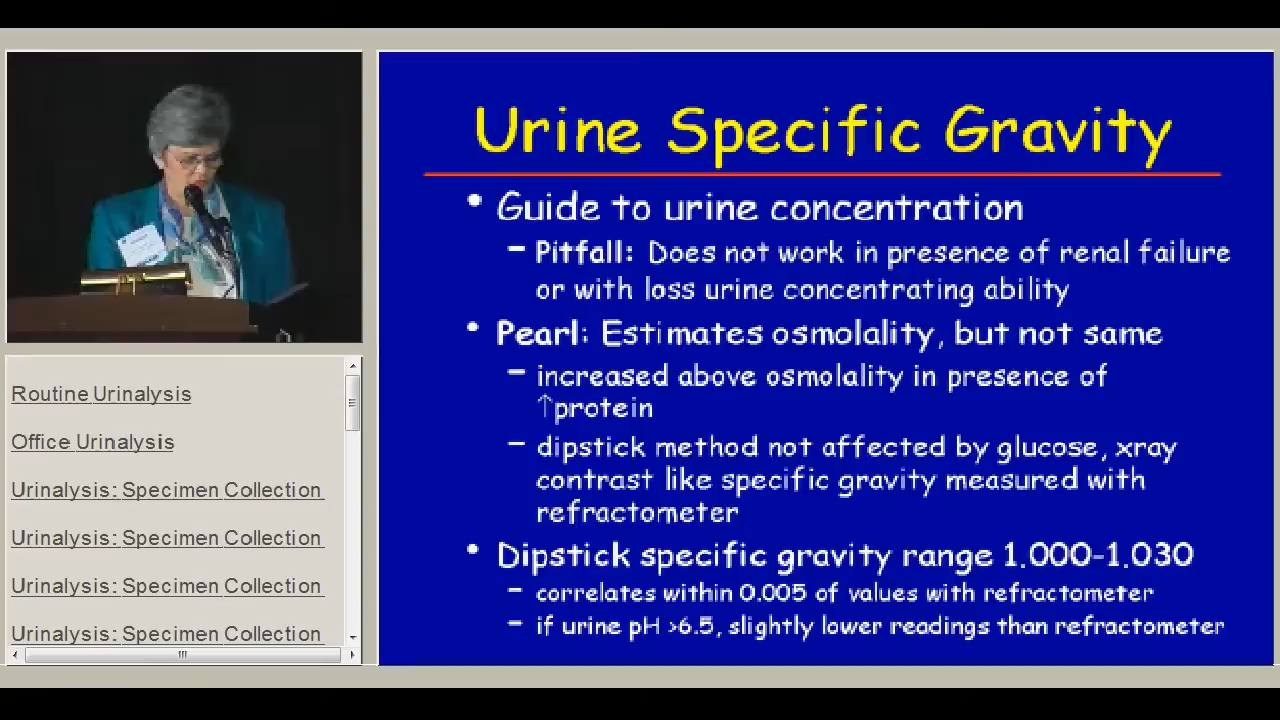 Urine Specific Gravity
• Guide to urine concentration
– Pitfall: Does not work in presence of renal failure
or with loss urine concentrating ability
• Pearl: Estimates osmolality, but not same
– increased above osmolality in presence of
↑protein
– dipstick method not affected by glucose, xray
contrast like specific gravity measured with
refractometer
• Dipstick specific gravity range 1.000-1.030
– correlates within 0.005 of values with refractometer
– if urine pH >6.5, slightly lower readings than refractometer
Routine Urinalysis
Office Urinalysis
Urinalysis: Specimen Collection
Urinalysis: Specimen Collection
Urinalysis: Specimen Collection
Urinalysis: Specimen Collection